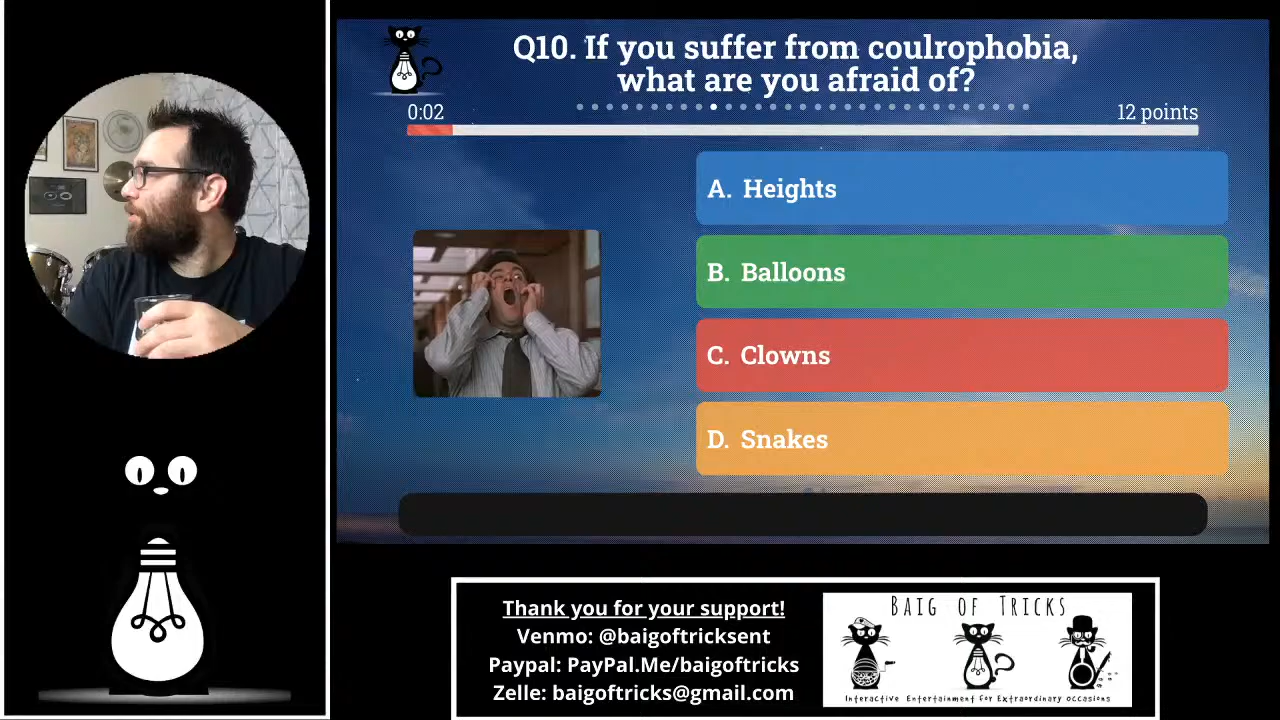 Q10. If you suffer from coulrophobia,
what are you afraid of?
0:02
12 points
A. Heights
B. Balloons
C. Clowns
D. Snakes
Thank you for your support!
Venmo: @baigoftricksent
Paypal: PayPal.Me/baigoftricks
Zelle: baigoftricks@gmail.com
BAIG OF TRICKS
Interactive Entertainment for Extraordinary occasions